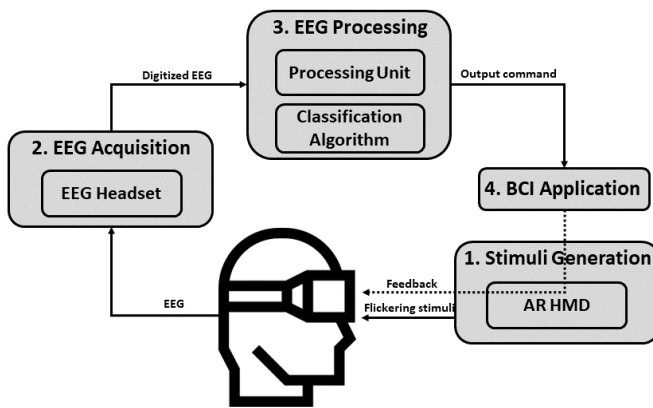 3. EEG Processing
Processing Unit
Classification
Algorithm
Digitized EEG
Output command
2. EEG Acquisition
EEG Headset
4. BCI Application
1. Stimuli Generation
AR HMD
Feedback
Flickering stimuli
EEG